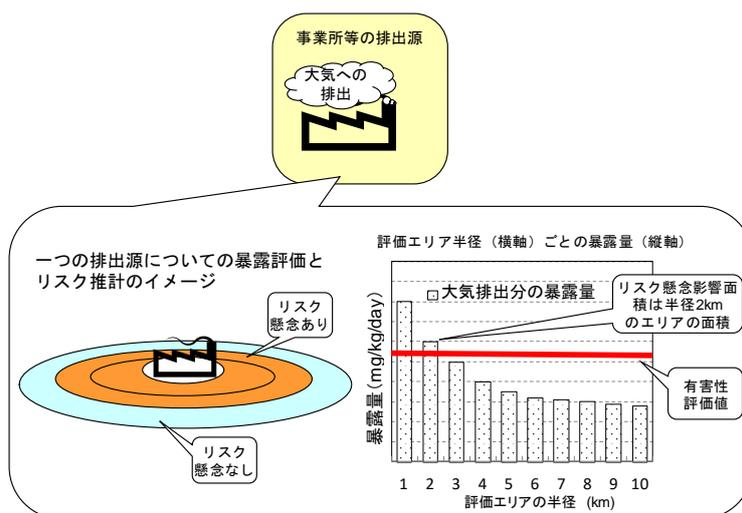 事業所等の排出源
大気への
排出
一つの排出源についての暴露評価と
リスク推計のイメージ
リスク
懸念あり
リスク
懸念なし
評価エリア半径（横軸）ごとの暴露量（縦軸）
大気排出分の暴露量
リスク懸念影響面
積は半径2km
のエリアの面積
有害性
評価値
暴露量(mg/kg/day)
1 2 3 4 5 6 7 8 9 10
評価エリアの半径 (km)